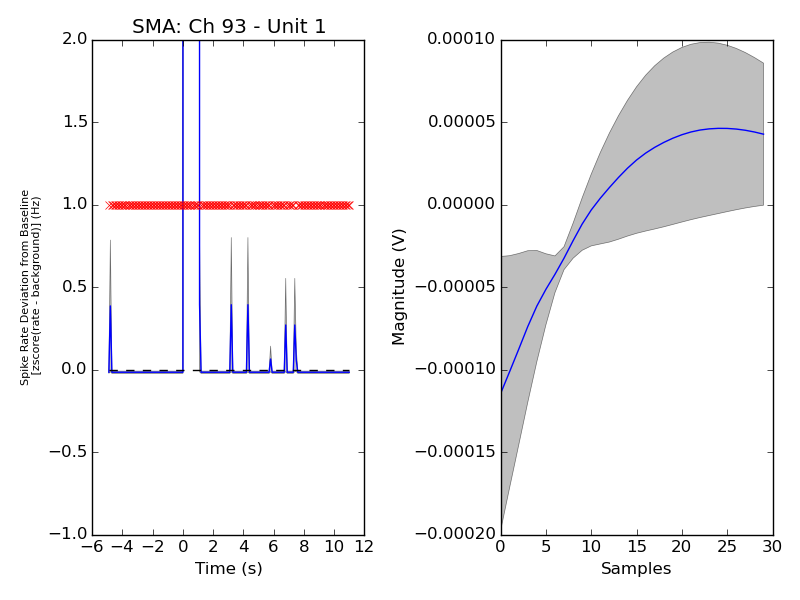 SMA: Ch 93 - Unit 1
2.0
1.5
1.0
0.5
0.0
−0.5
−1.0
−6 −4 −2 0 2 4 6 8 10 12
Time (s)
Spike Rate Deviation from Baseline
[zscore(rate - background)] (Hz)
0.00010
0.00005
0.00000
−0.00005
−0.00010
−0.00015
−0.00020
0 5 10 15 20 25 30
Samples
Magnitude (V)